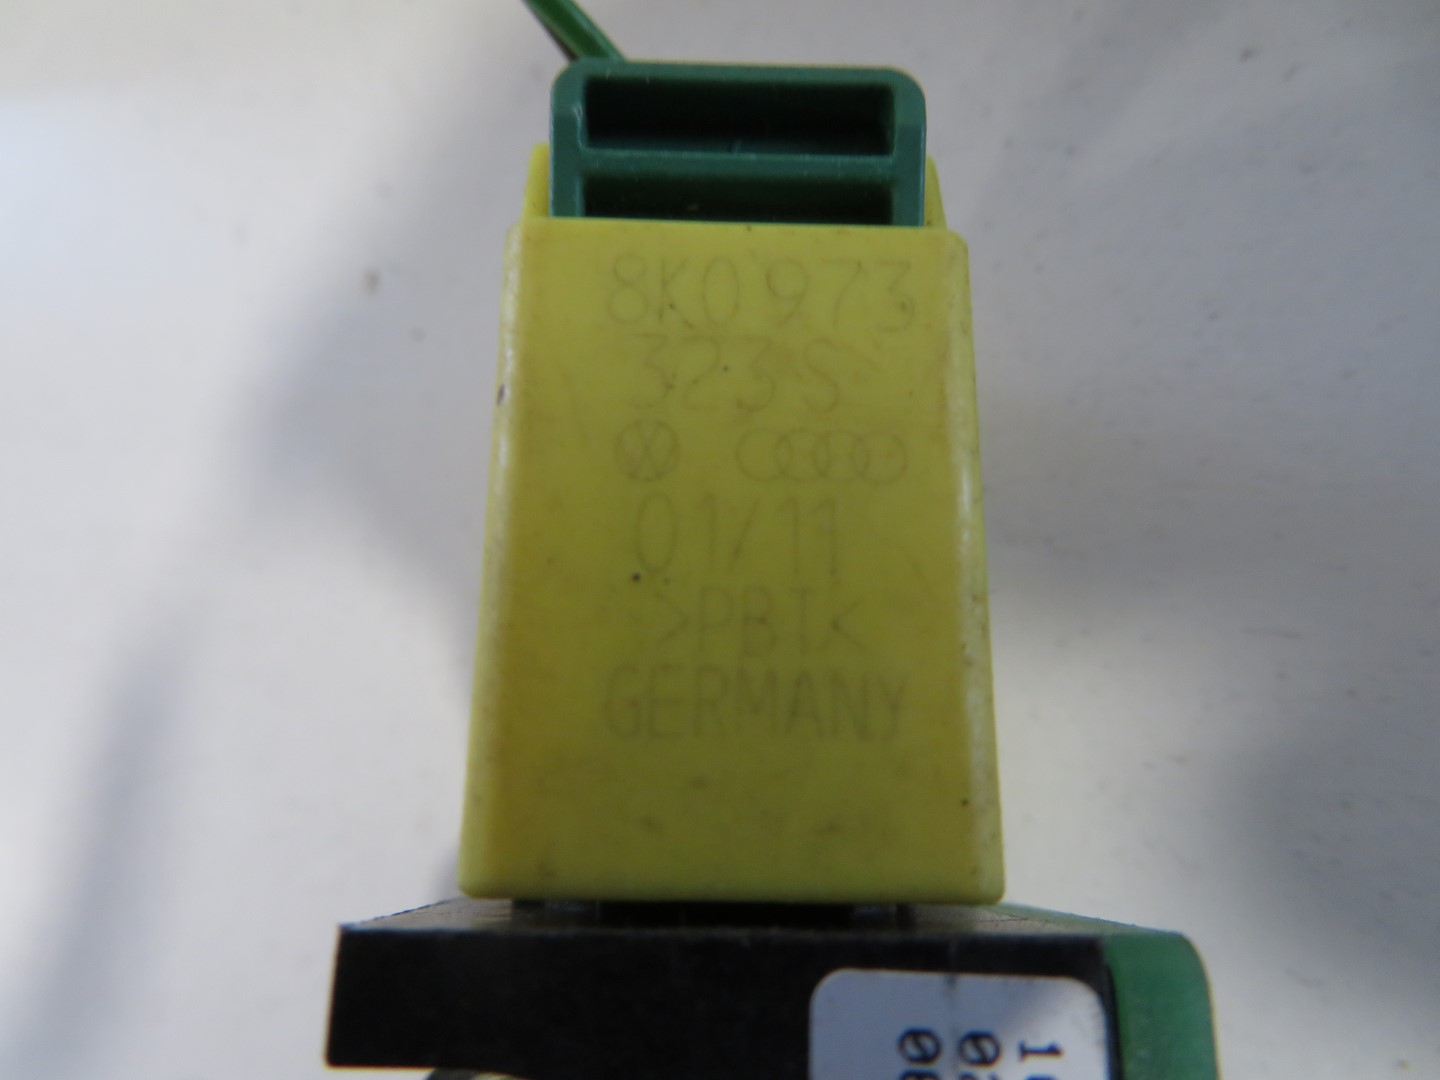 8K0 973
323 S
01/11
>PBT<
GERMANY